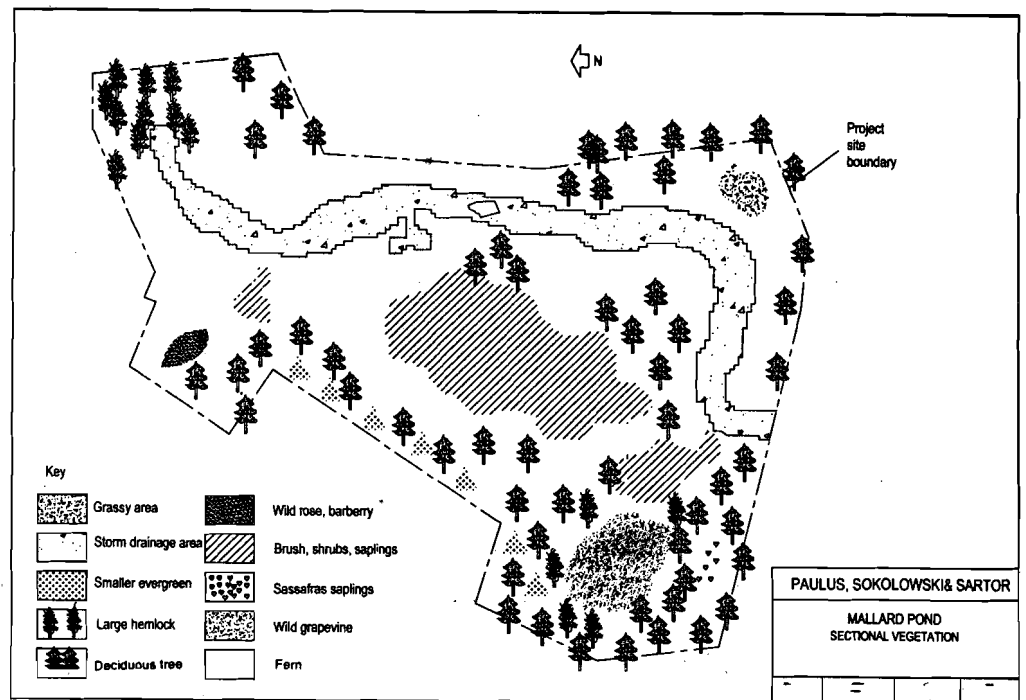 N
Project
site
boundary
Key
Grassy area
Storm drainage area
Smaller evergreen
Large hemlock
Deciduous tree
Wild rose, barberry
Brush, shrubs, saplings
Sassafras saplings
Wild grapevine
Fern
PAULUS, SOKOLOWSKI& SARTOR
MALLARD POND
SECTIONAL VEGETATION